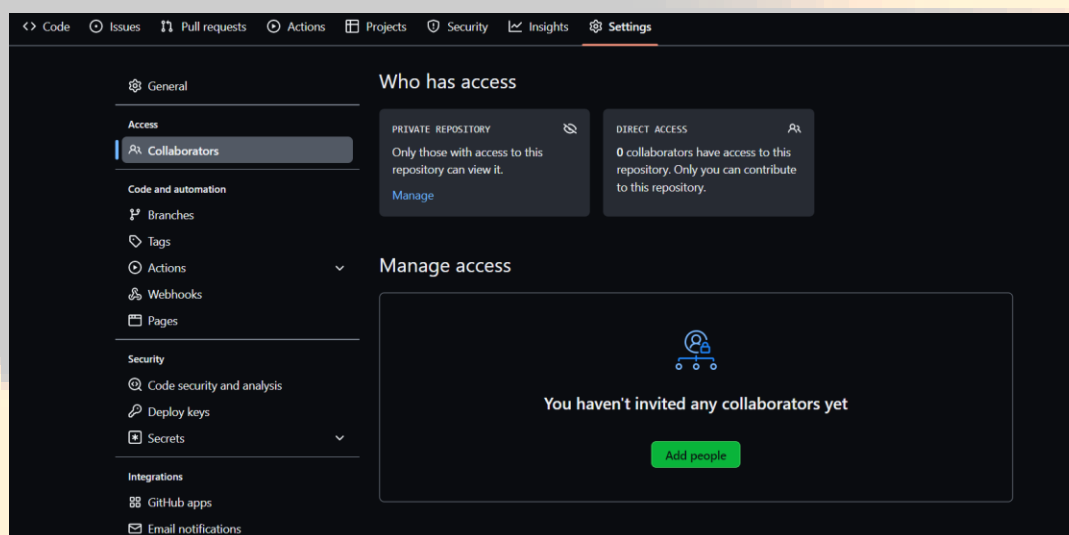 Code Issues Pull requests Actions Projects Security Insights Settings
General
Access
Collaborators
Code and automation
Branches
Tags
Actions
Webhooks
Pages
Security
Code security and analysis
Deploy keys
Secrets
Integrations
GitHub apps
Email notifications
Who has access
PRIVATE REPOSITORY
Only those with access to this
repository can view it.
Manage
DIRECT ACCESS
0 collaborators have access to this
repository. Only you can contribute
to this repository.
Manage access
You haven't invited any collaborators yet
Add people